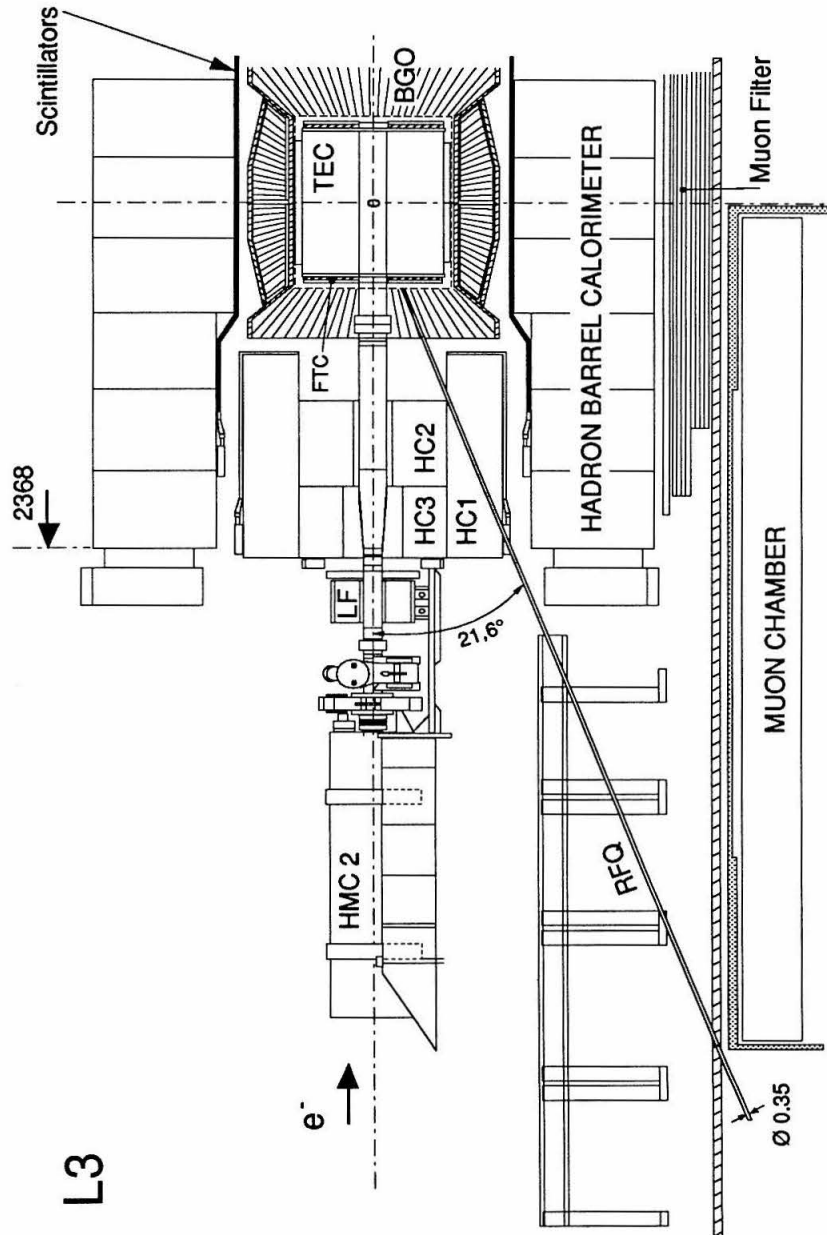 L3
Scintillators
2368
BGO
TEC
FTC
HC2
HC3
HC1
HADRON BARREL CALORIMETER
Muon Filter
LF
21,6°
HMC 2
RFQ
MUON CHAMBER
e⁻
Ø 0.35